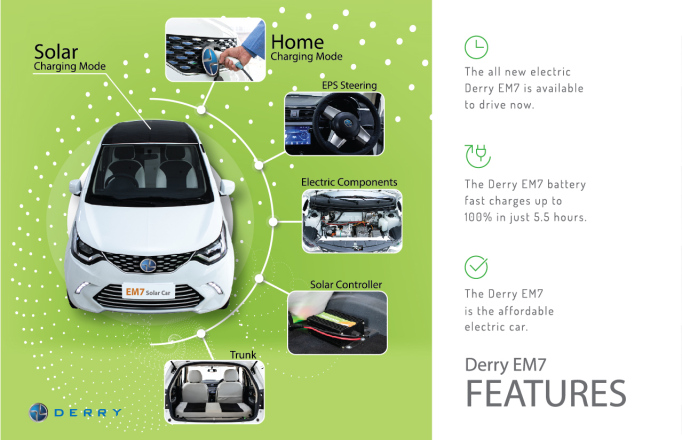 Solar
Charging Mode
Home
Charging Mode
EPS Steering
Electric Components
Solar Controller
Trunk
EM7 Solar Car
DERRY
The all new electric
Derry EM7 is available
to drive now.
The Derry EM7 battery
fast charges up to
100% in just 5.5 hours.
The Derry EM7
is the affordable
electric car.
Derry EM7
FEATURES